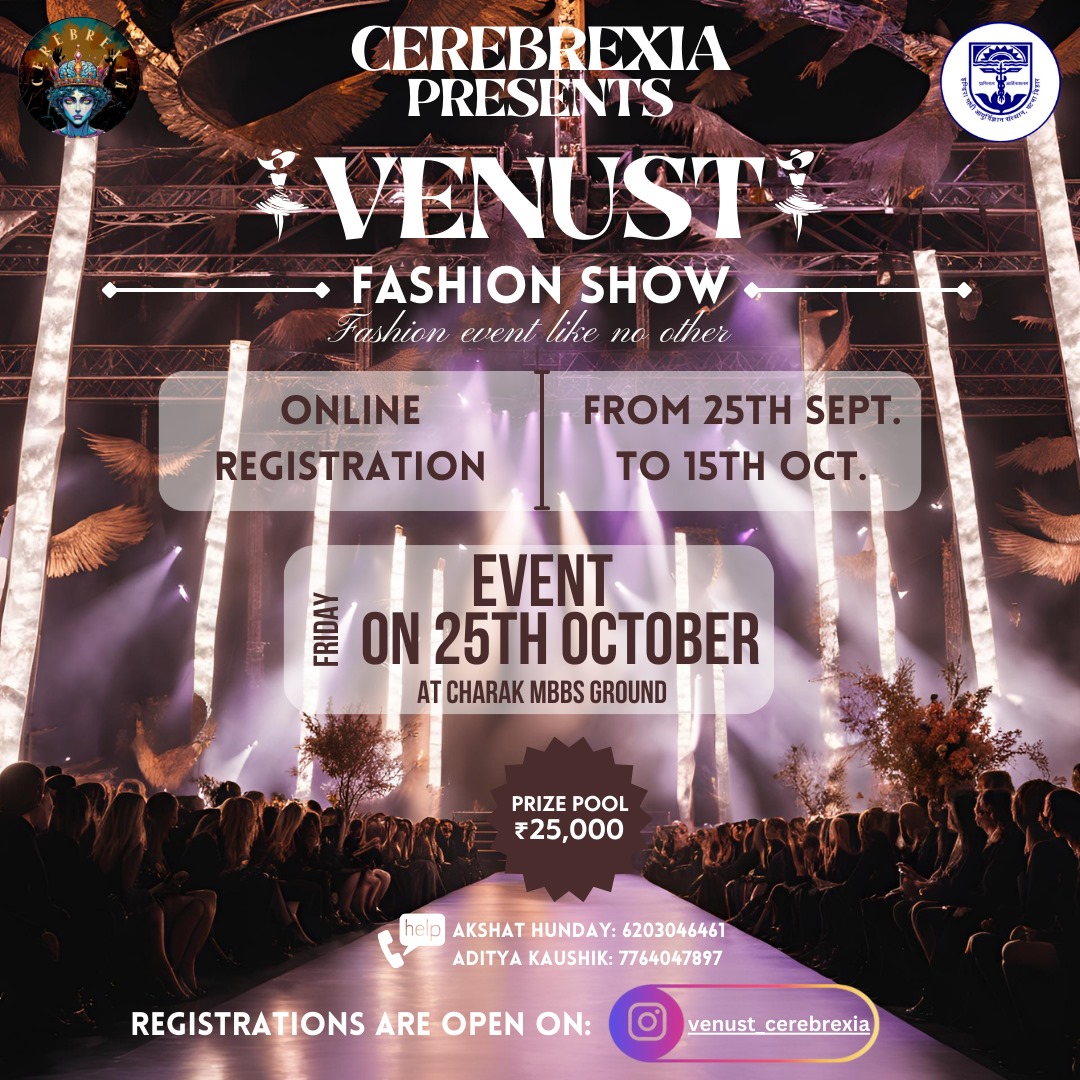 CEREBREXIA
CEREBREXIA
PRESENTS
VENUST
FASHION SHOW
Fashion event like no other
ONLINE
REGISTRATION
FROM 25TH SEPT.
TO 15TH OCT.
EVENT
FRIDAY
ON 25TH OCTOBER
AT CHARAK MBBS GROUND
PRIZE POOL
₹25,000
help
AKSHAT HUNDAY: 6203046461
ADITYA KAUSHIK: 7764047897
REGISTRATIONS ARE OPEN ON:
venust_cerebrexia